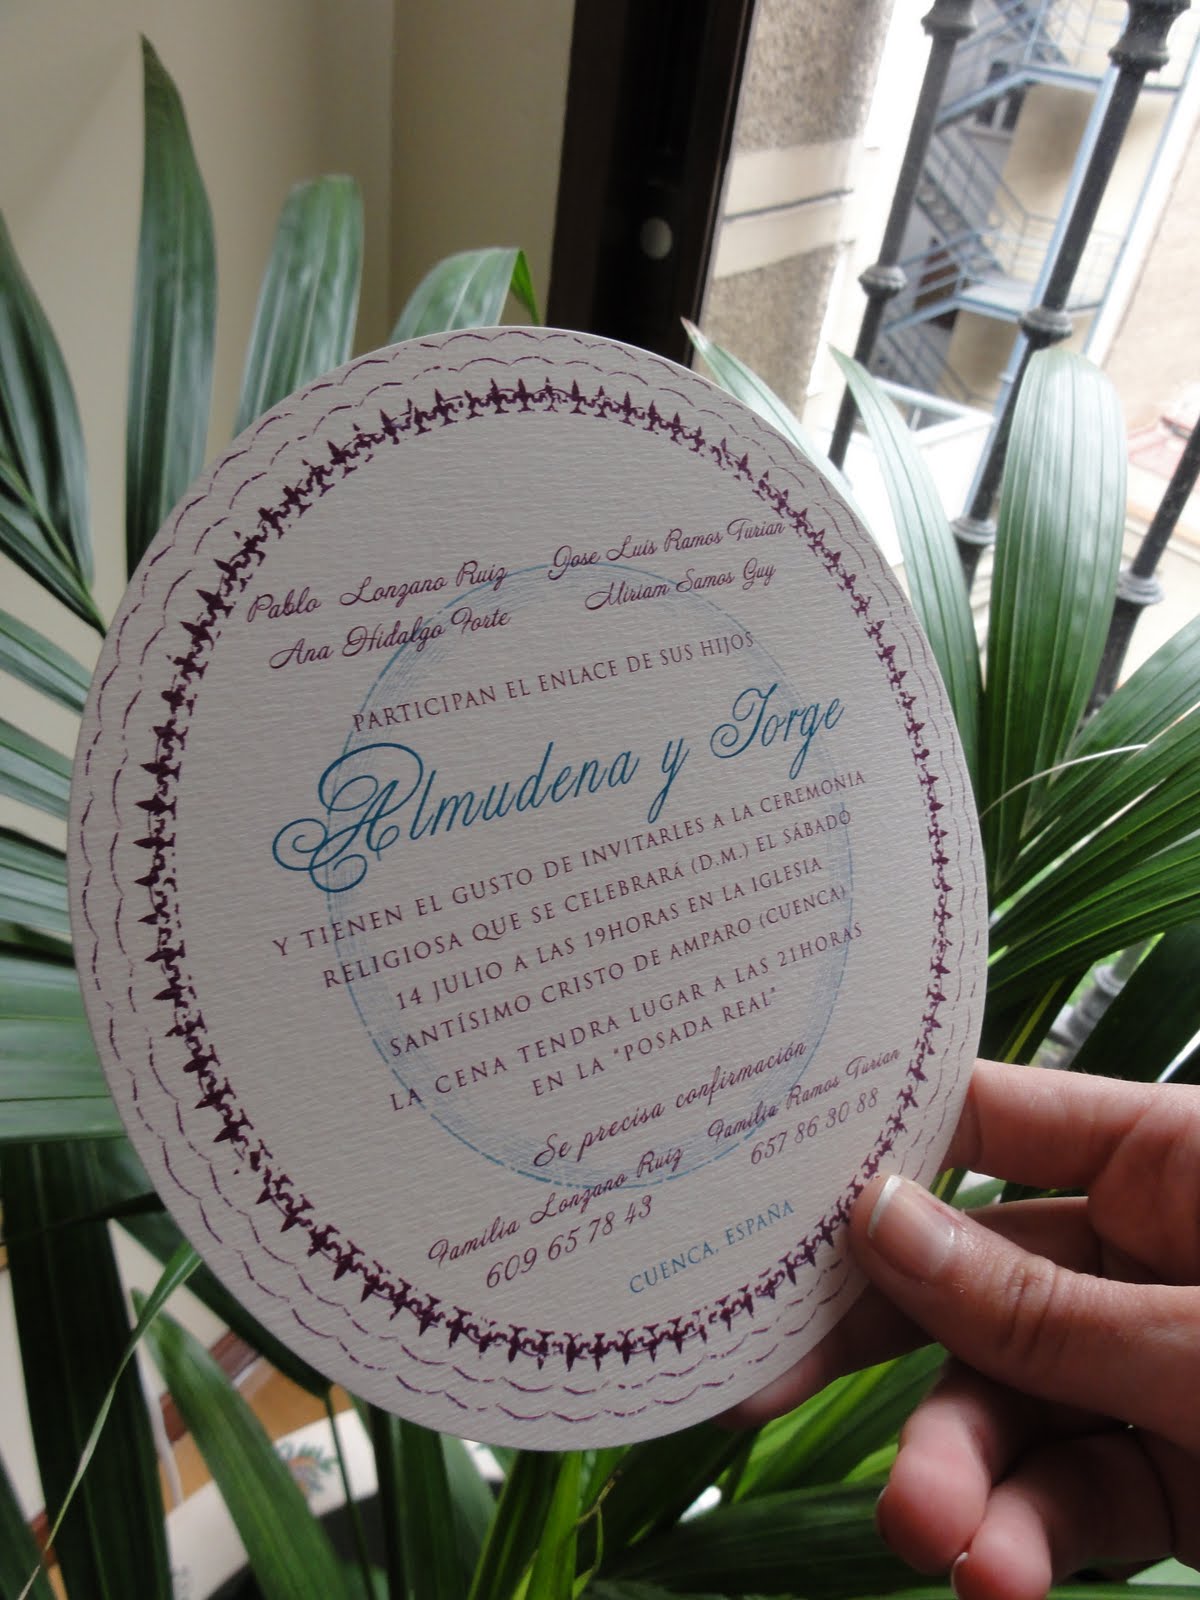 Pablo Lonzano Ruiz
Ana Hidalgo Forte
Jose Luis Ramos Turian
Miriam Samos Guy
PARTICIPAN EL ENLACE DE SUS HIJOS
Almudena y Jorge
Y TIENEN EL GUSTO DE INVITARLES A LA CEREMONIA
RELIGIOSA QUE SE CELEBRARÁ (D.M.) EL SÁBADO
14 JULIO A LAS 19HORAS EN LA IGLESIA
SANTÍSIMO CRISTO DE AMPARO (CUENCA)
LA CENA TENDRA LUGAR A LAS 21HORAS
EN LA "POSADA REAL"
Se precisa confirmación
Familia Lonzano Ruiz
609 65 78 43
Familia Ramos Turian
657 86 30 88
CUENCA, ESPAÑA